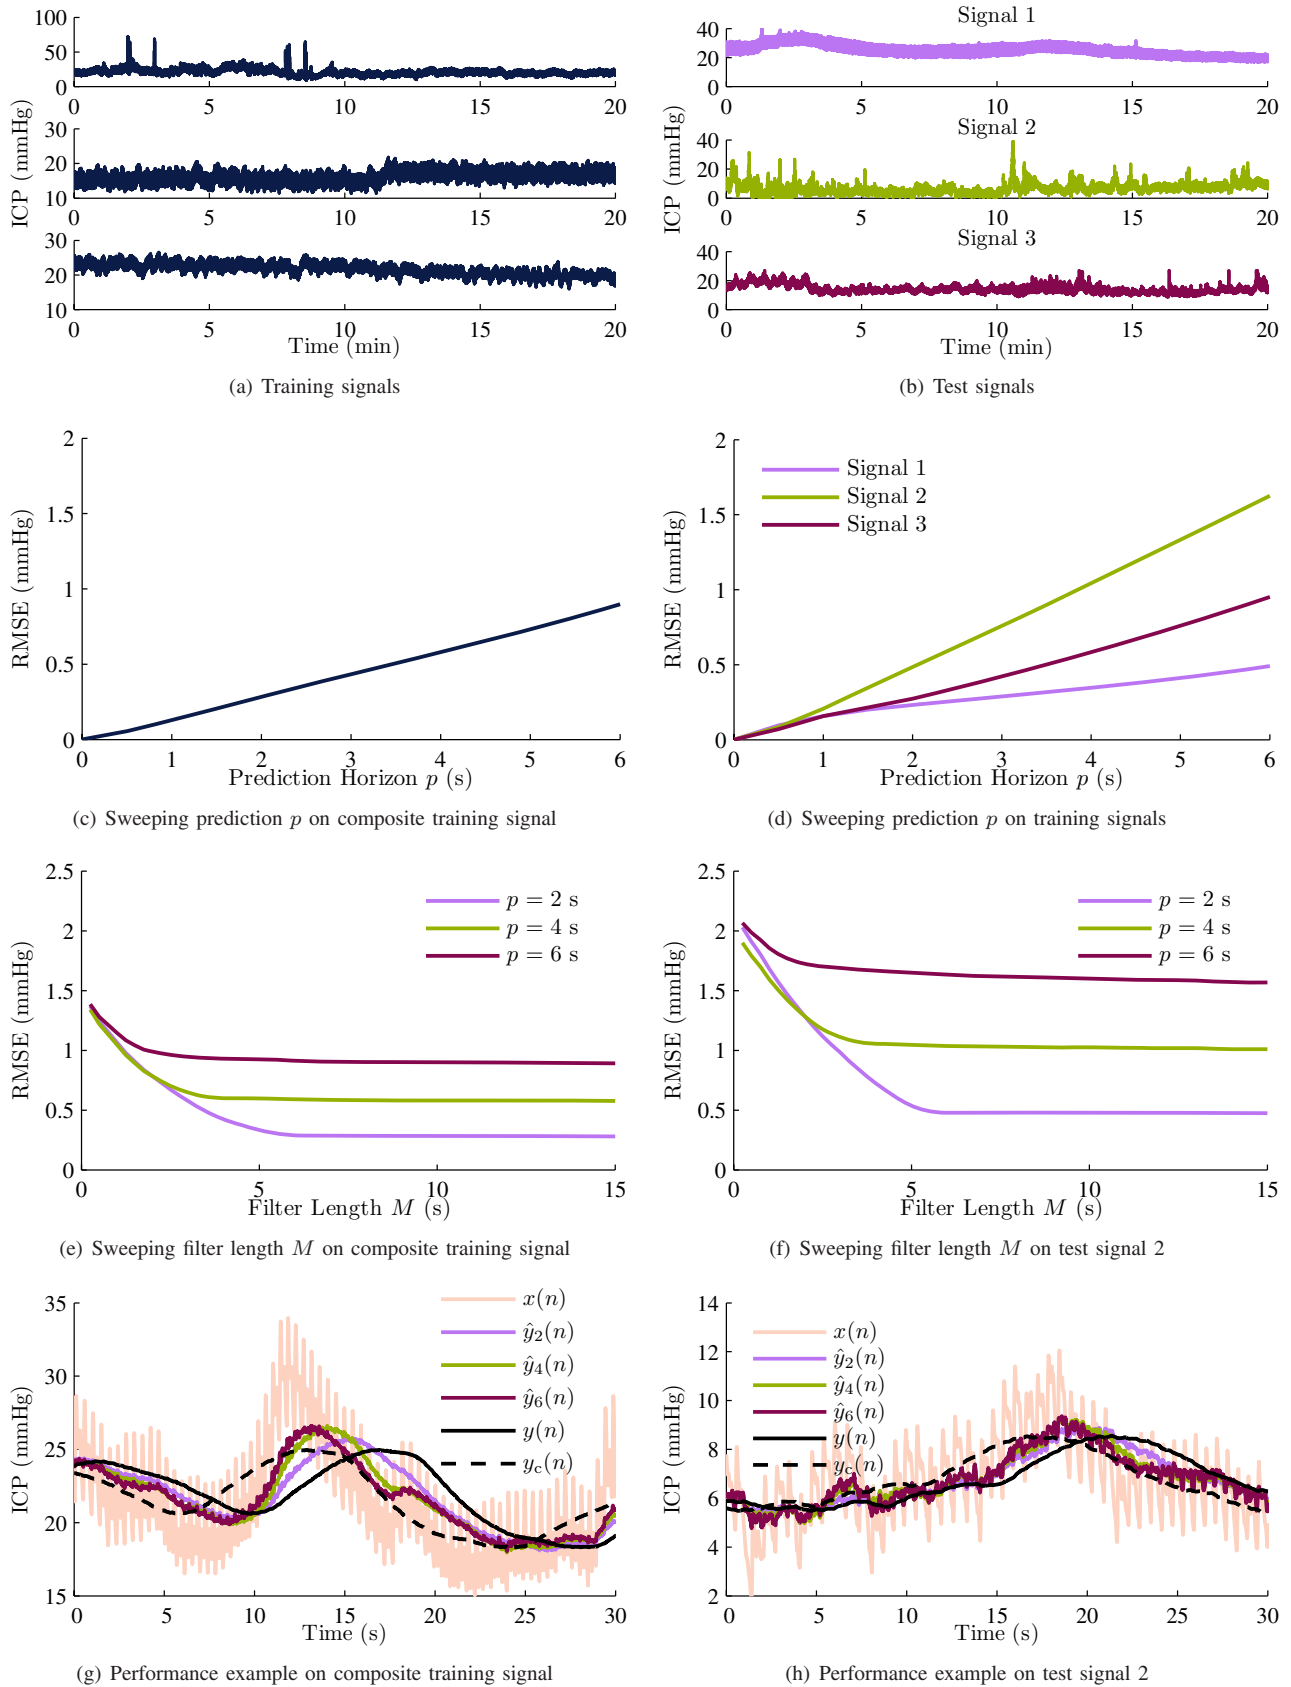 100
50
0
0 5 10 15 20
30
20
10
0 5 10 15 20
30
20
10
0 5 10 15 20
ICP (mmHg)
Time (min)
(a) Training signals
Signal 1
40
20
0
0 5 10 15 20
Signal 2
40
20
0
0 5 10 15 20
Signal 3
40
20
0
0 5 10 15 20
ICP (mmHg)
Time (min)
(b) Test signals
2
1.5
1
0.5
0
0 1 2 3 4 5 6
RMSE (mmHg)
Prediction Horizon p (s)
(c) Sweeping prediction p on composite training signal
2
1.5
1
0.5
0
0 1 2 3 4 5 6
Signal 1
Signal 2
Signal 3
RMSE (mmHg)
Prediction Horizon p (s)
(d) Sweeping prediction p on training signals
2.5
2
1.5
1
0.5
0
0 5 10 15
p = 2 s
p = 4 s
p = 6 s
RMSE (mmHg)
Filter Length M (s)
(e) Sweeping filter length M on composite training signal
2.5
2
1.5
1
0.5
0
0 5 10 15
p = 2 s
p = 4 s
p = 6 s
RMSE (mmHg)
Filter Length M (s)
(f) Sweeping filter length M on test signal 2
35
30
25
20
15
0 5 10 15 20 25 30
x(n)
ŷ₂(n)
ŷ₄(n)
ŷ₆(n)
y(n)
y_c(n)
ICP (mmHg)
Time (s)
(g) Performance example on composite training signal
14
12
10
8
6
4
2
0 5 10 15 20 25 30
x(n)
ŷ₂(n)
ŷ₄(n)
ŷ₆(n)
y(n)
y_c(n)
ICP (mmHg)
Time (s)
(h) Performance example on test signal 2